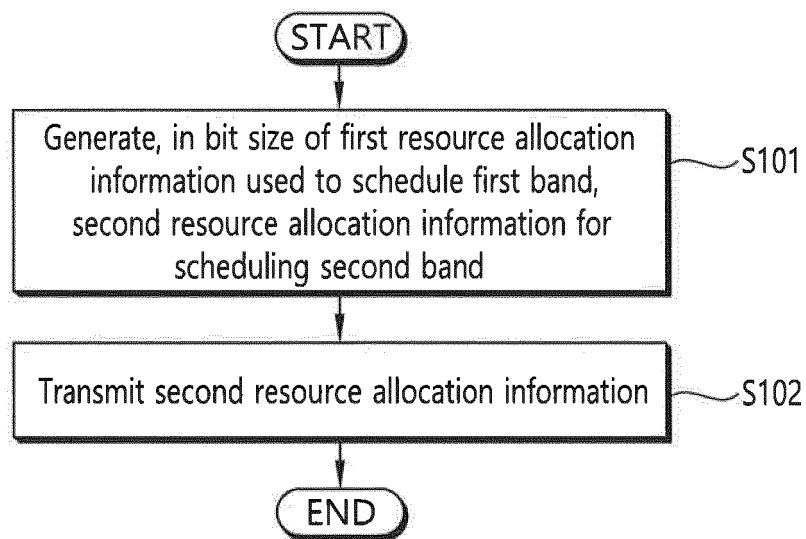 START
Generate, in bit size of first resource allocation
information used to schedule first band,
second resource allocation information for
scheduling second band
S101
Transmit second resource allocation information
S102
END